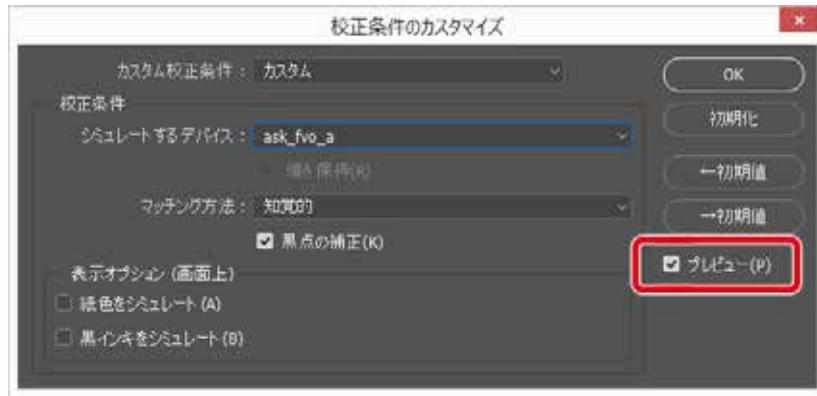 校正条件のカスタマイズ
カスタム校正条件： カスタム
OK
校正条件
初期化
シミュレートするデバイス： ask_fvo_a
←初期値
マッチング方法： 知覚的
→初期値
黒点の補正(K)
プレビュー(P)
表示オプション (画面上)
紙色をシミュレート (A)
黒インキをシミュレート (B)